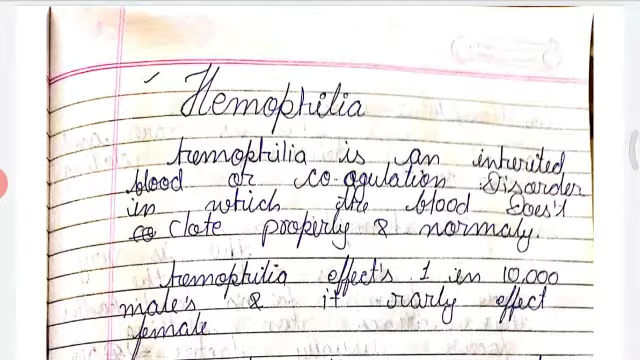 Hemophilia
hemophilia is an inherited
blood or co-agulation Disorder
in which the blood Does't
clote properly & normaly.
hemophilia effect's 1 in 10,000
male's & it rarly effect
female